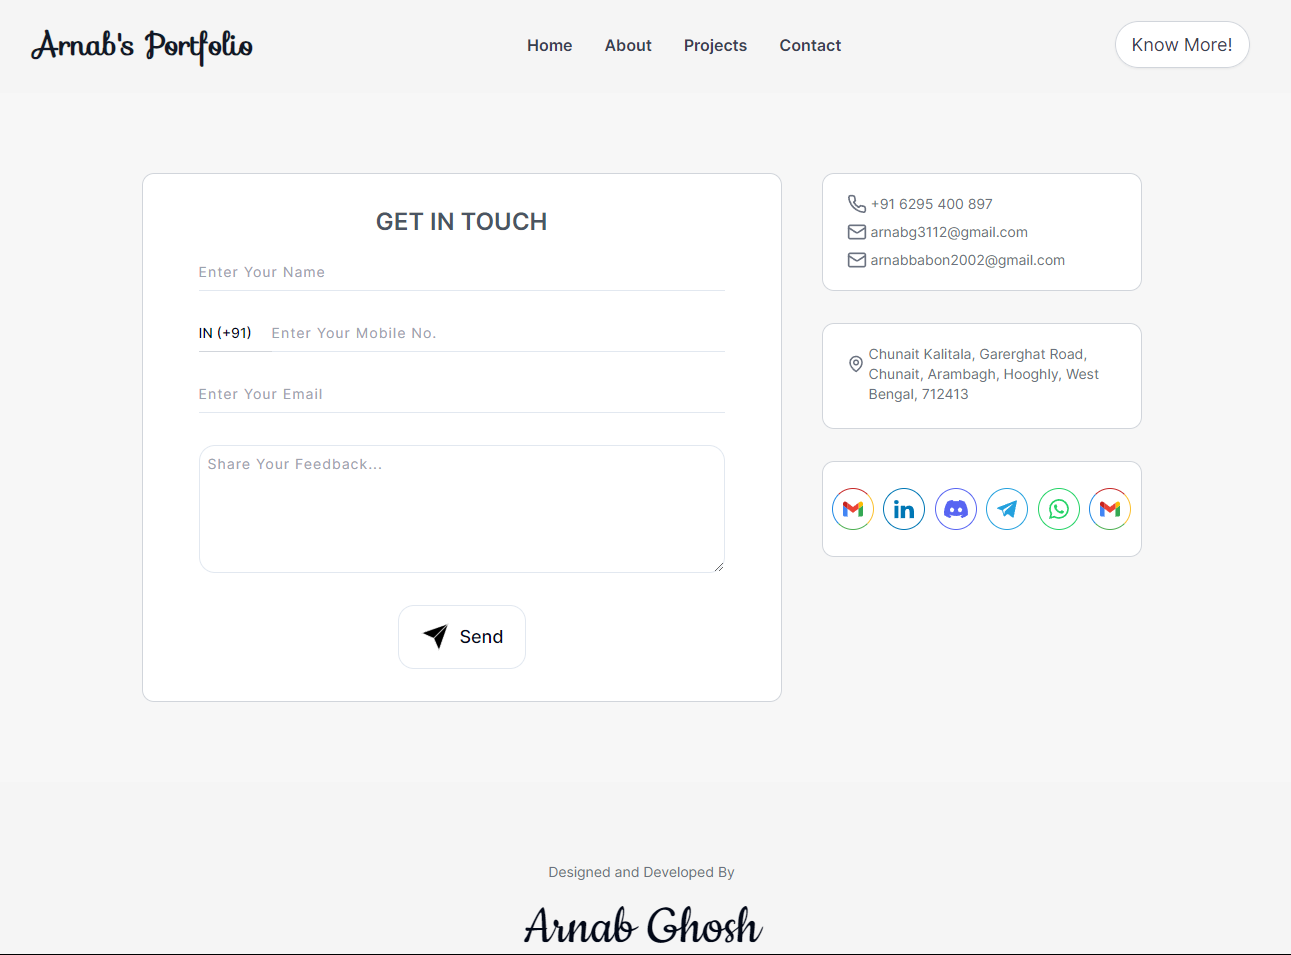 Arnab's Portfolio
Home
About
Projects
Contact
Know More!
GET IN TOUCH
Enter Your Name
IN (+91)
Enter Your Mobile No.
Enter Your Email
Share Your Feedback...
Send
+91 6295 400 897
arnabg3112@gmail.com
arnabbabon2002@gmail.com
Chunait Kalitala, Garerghat Road,
Chunait, Arambagh, Hooghly, West
Bengal, 712413
in
Designed and Developed By
Arnab Ghosh